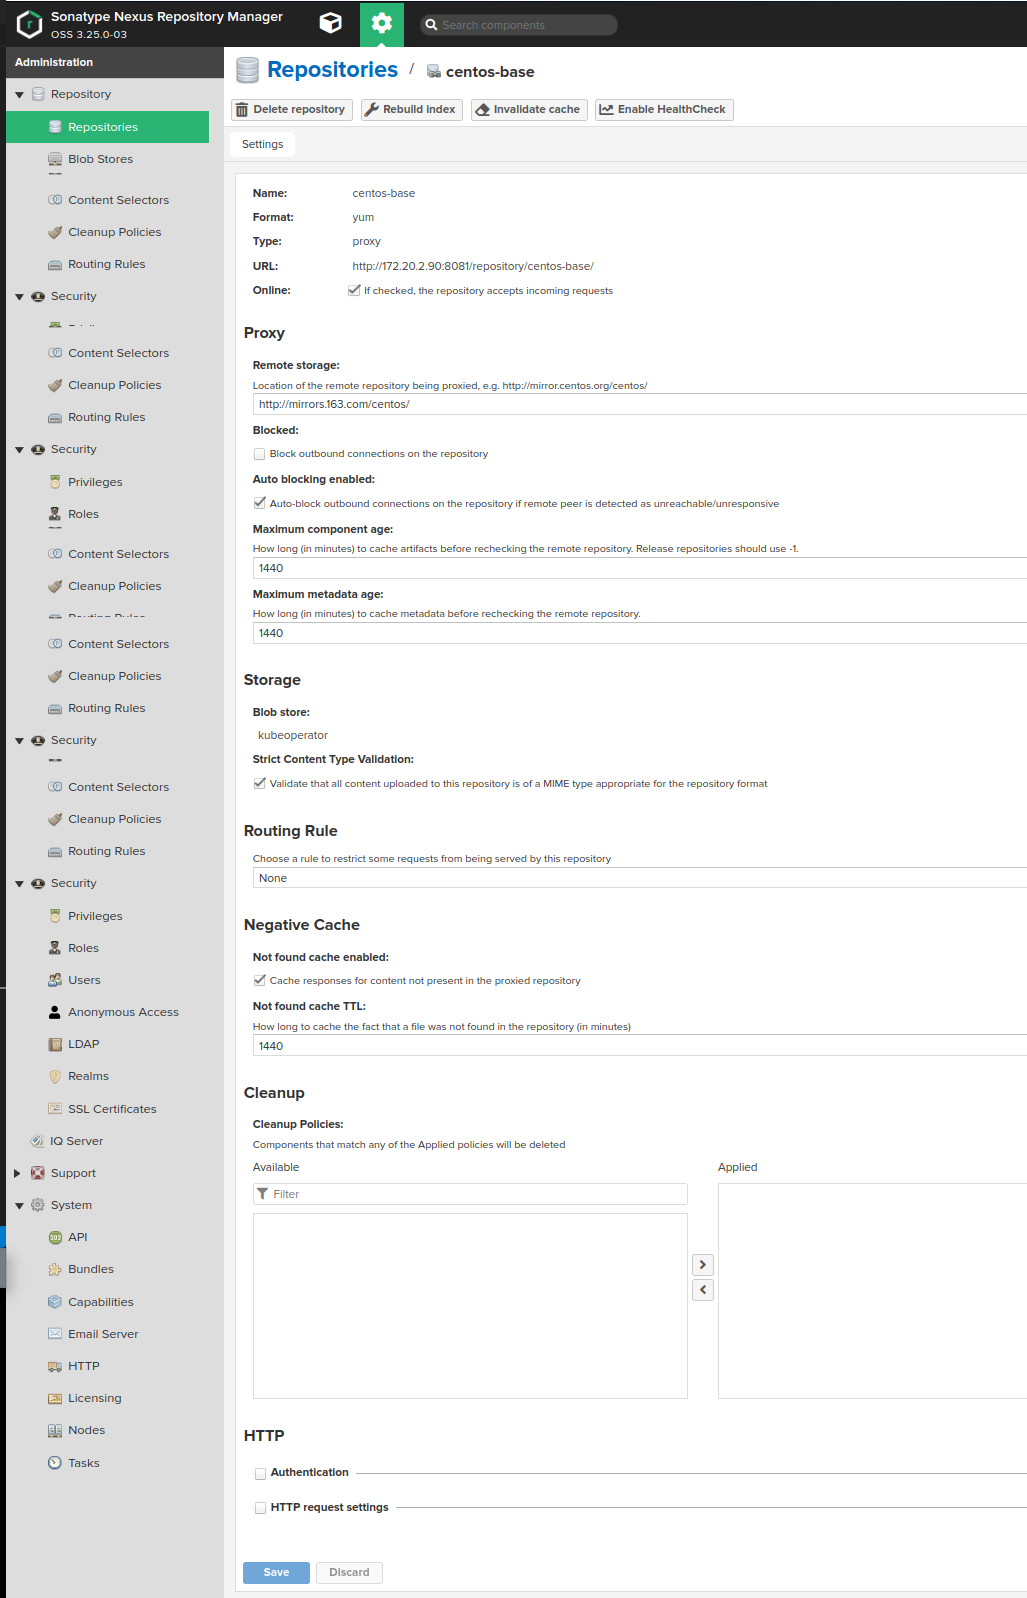 Sonatype Nexus Repository Manager
OSS 3.25.0-03
Search components
Administration
Repository
Repositories
Blob Stores
Content Selectors
Cleanup Policies
Routing Rules
Security
Content Selectors
Cleanup Policies
Routing Rules
Security
Privileges
Roles
Content Selectors
Cleanup Policies
Routing Rules
Content Selectors
Cleanup Policies
Routing Rules
Security
Content Selectors
Cleanup Policies
Routing Rules
Security
Privileges
Roles
Users
Anonymous Access
LDAP
Realms
SSL Certificates
IQ Server
Support
System
API
Bundles
Capabilities
Email Server
HTTP
Licensing
Nodes
Tasks
Repositories / centos-base
Delete repository Rebuild index Invalidate cache Enable HealthCheck
Settings
Name: centos-base
Format: yum
Type: proxy
URL: http://172.20.2.90:8081/repository/centos-base/
Online: If checked, the repository accepts incoming requests
Proxy
Remote storage:
Location of the remote repository being proxied, e.g. http://mirror.centos.org/centos/
http://mirrors.163.com/centos/
Blocked:
Block outbound connections on the repository
Auto blocking enabled:
Auto-block outbound connections on the repository if remote peer is detected as unreachable/unresponsive
Maximum component age:
How long (in minutes) to cache artifacts before rechecking the remote repository. Release repositories should use -1.
1440
Maximum metadata age:
How long (in minutes) to cache metadata before rechecking the remote repository.
1440
Storage
Blob store:
kubeoperator
Strict Content Type Validation:
Validate that all content uploaded to this repository is of a MIME type appropriate for the repository format
Routing Rule
Choose a rule to restrict some requests from being served by this repository
None
Negative Cache
Not found cache enabled:
Cache responses for content not present in the proxied repository
Not found cache TTL:
How long to cache the fact that a file was not found in the repository (in minutes)
1440
Cleanup
Cleanup Policies:
Components that match any of the Applied policies will be deleted
Available Applied
Filter
HTTP
Authentication
HTTP request settings
Save Discard